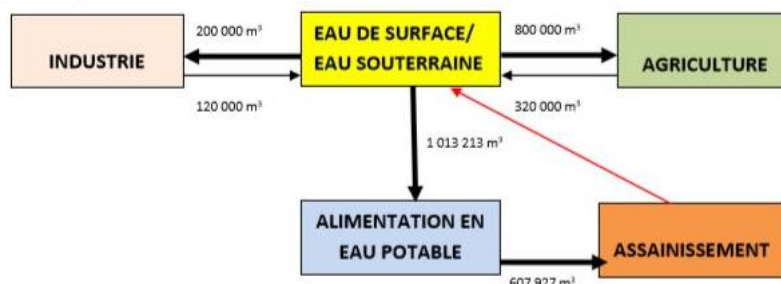 200 000 m³
EAU DE SURFACE/
EAU SOUTERRAINE
800 000 m³
INDUSTRIE
AGRICULTURE
120 000 m³
320 000 m³
1 013 213 m³
ALIMENTATION EN
EAU POTABLE
ASSAINISSEMENT
607 927 m³